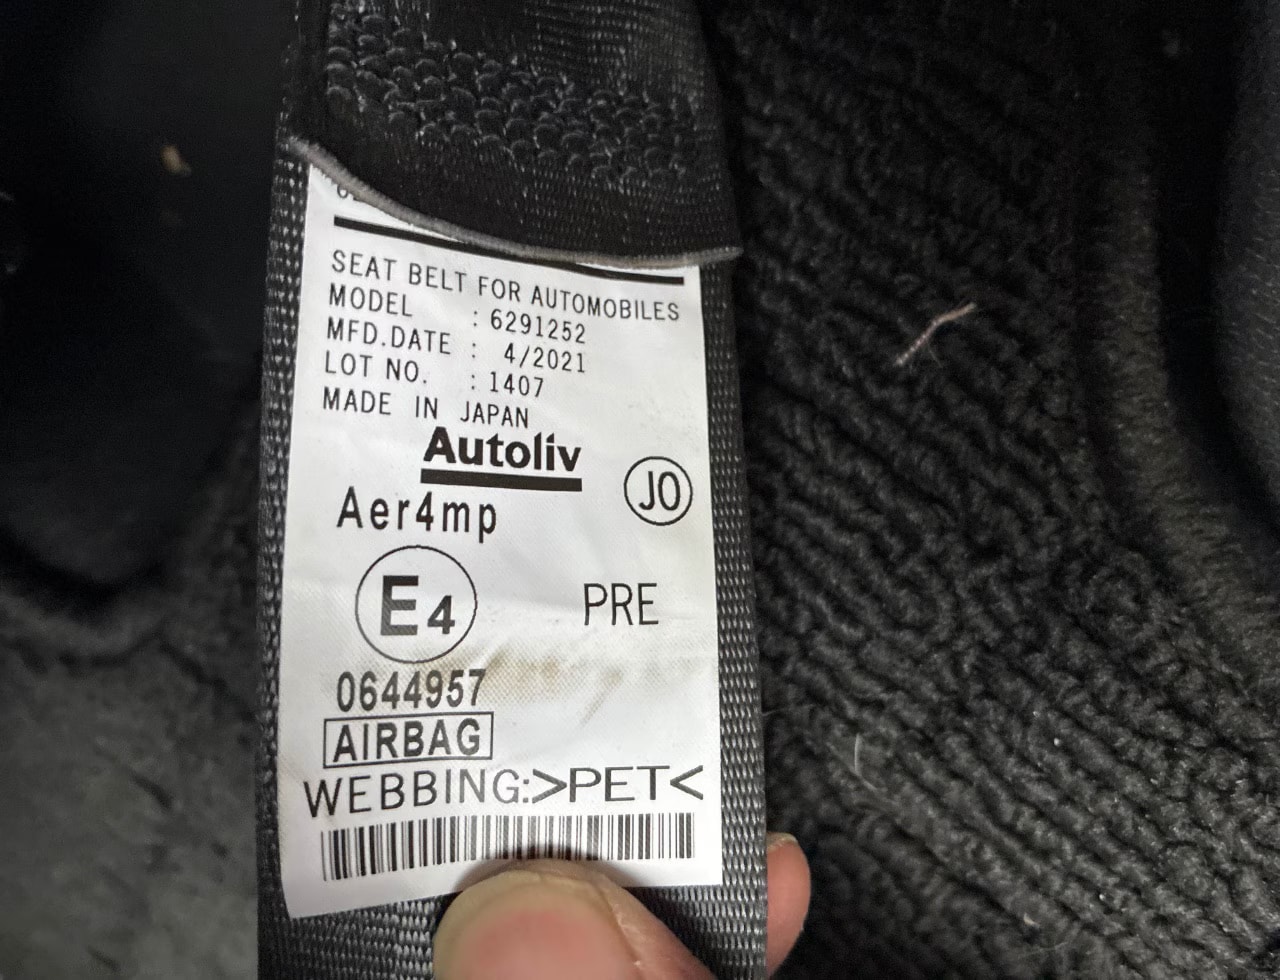 SEAT BELT FOR AUTOMOBILES
MODEL : 6291252
MFD.DATE : 4/2021
LOT NO. : 1407
MADE IN JAPAN
Autoliv
JO
Aer4mp
E4
PRE
0644957
AIRBAG
WEBBING:>PET<